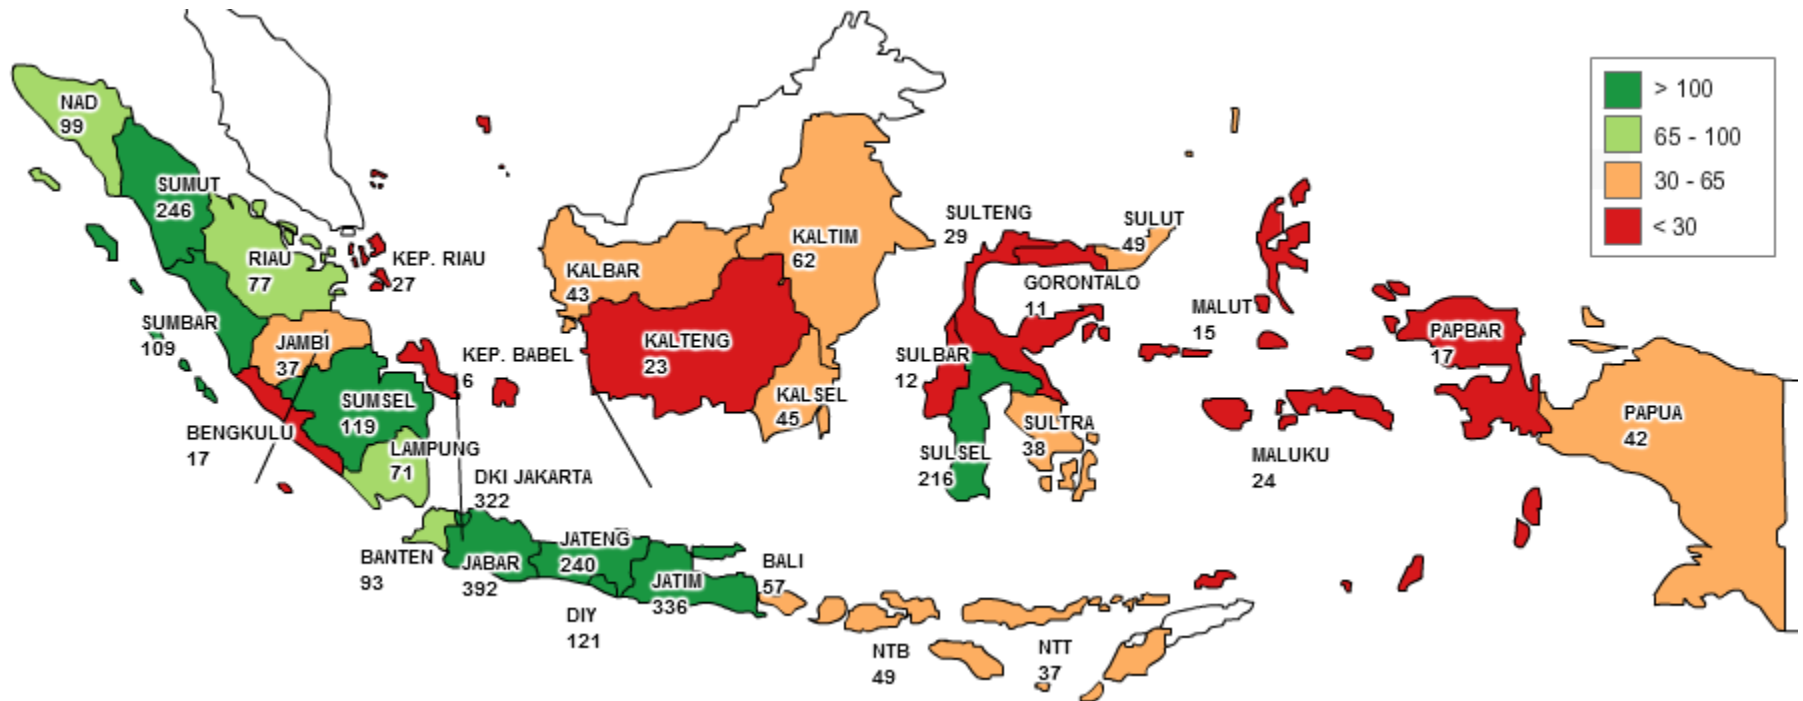 NAD
99
SUMUT
246
RIAU
77
KEP. RIAU
27
SUMBAR
109
JAMBI
37
KEP. BABEL
6
SUMSEL
119
BENGKULU
17
LAMPUNG
71
DKI JAKARTA
322
BANTEN
93
JABAR
392
JATENG
240
DIY
121
JATIM
336
BALI
57
NTB
49
NTT
37
KALBAR
43
KALTENG
23
KALTIM
62
KALSEL
45
SULTENG
29
SULUT
49
GORONTALO
11
SULBAR
12
SULSEL
216
SULTRA
38
MALUT
15
MALUKU
24
PAPBAR
17
PAPUA
42
> 100
65 - 100
30 - 65
< 30